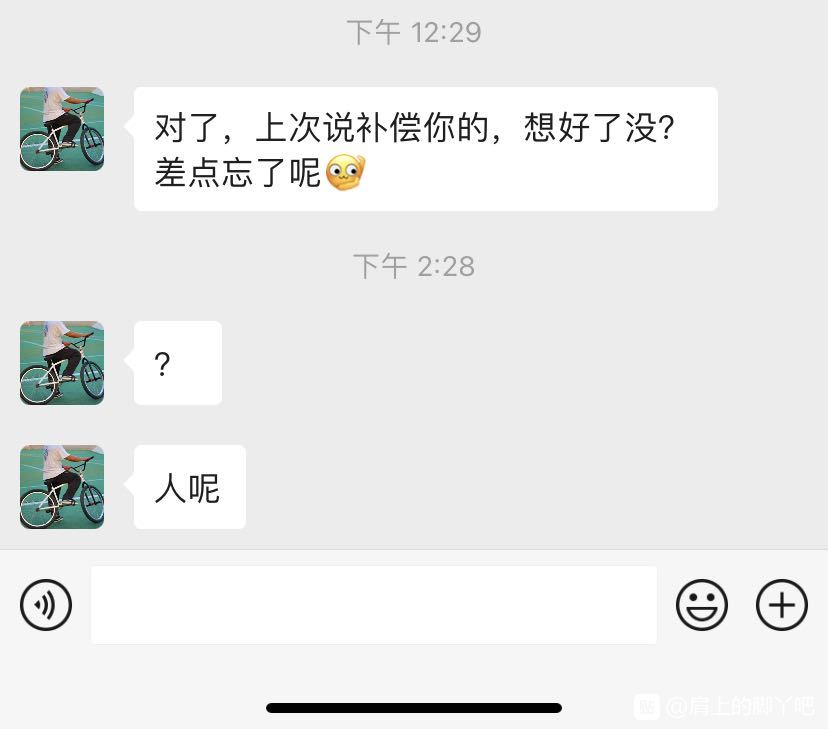 下午 12:29
对了，上次说补偿你的，想好了没?
差点忘了呢🫣
下午 2:28
?
人呢
贴 @肩上的脚丫吧